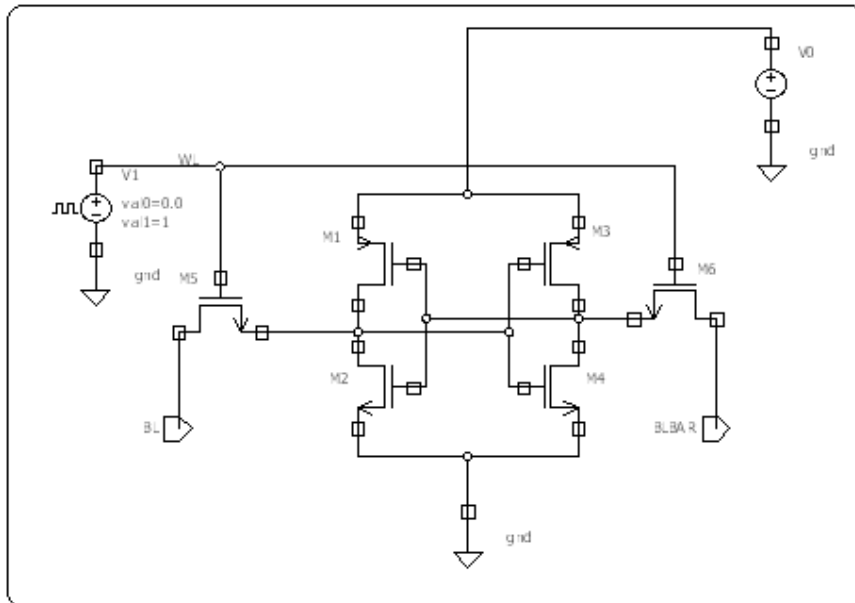 V0
gnd
WL
V1
val0=0.0
val1=1
gnd
M1
M3
M5
M6
M2
M4
BL
BLBAR
gnd